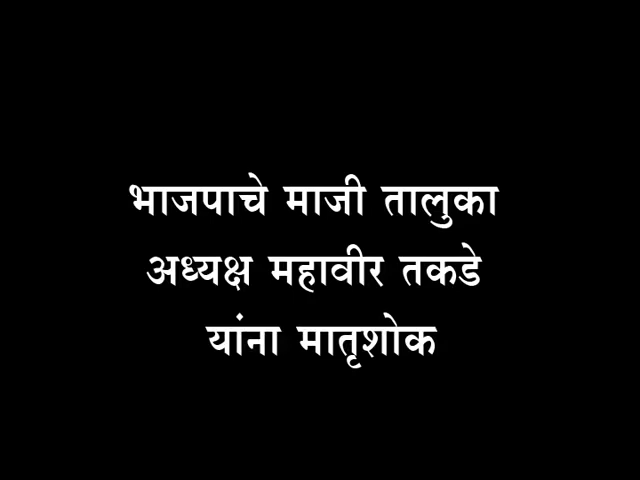 भाजपाचे माजी तालुका
अध्यक्ष महावीर तकडे
यांना मातृशोक